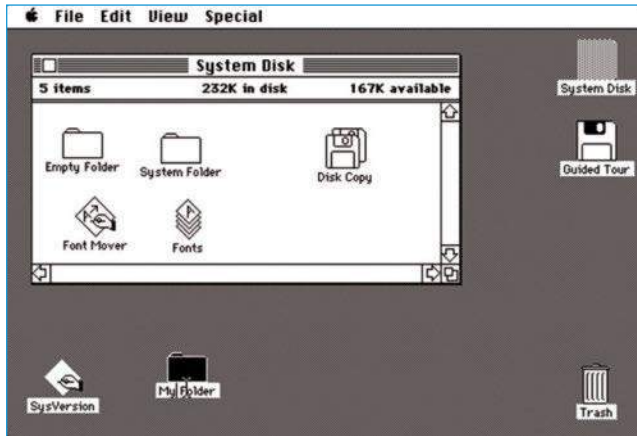 File Edit View Special
System Disk
5 items 232K in disk 167K available
Empty Folder System Folder Disk Copy
Font Mover Fonts
System Disk
Guided Tour
SysVersion My Folder Trash